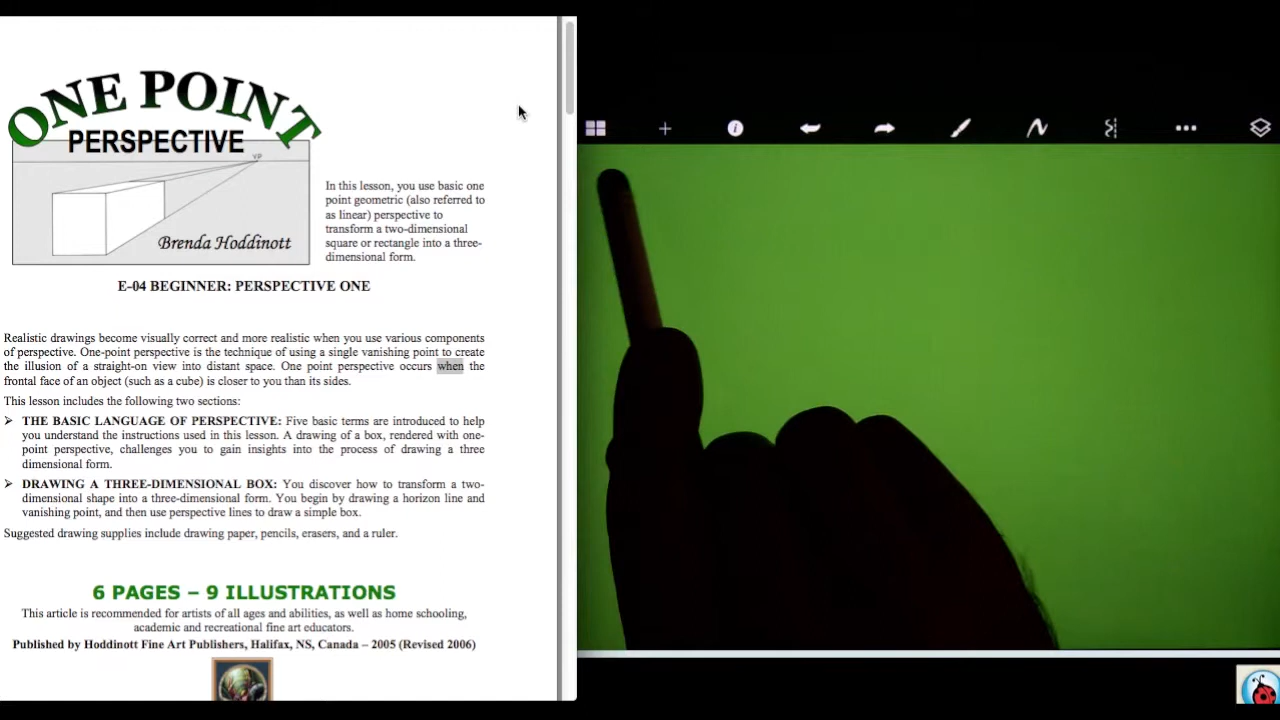 ONE POINT
PERSPECTIVE
VP
Brenda Hoddinott
In this lesson, you use basic one
point geometric (also referred to
as linear) perspective to
transform a two-dimensional
square or rectangle into a three-
dimensional form.
E-04 BEGINNER: PERSPECTIVE ONE
Realistic drawings become visually correct and more realistic when you use various components
of perspective. One-point perspective is the technique of using a single vanishing point to create
the illusion of a straight-on view into distant space. One point perspective occurs when the
frontal face of an object (such as a cube) is closer to you than its sides.
This lesson includes the following two sections:
➢ THE BASIC LANGUAGE OF PERSPECTIVE: Five basic terms are introduced to help
you understand the instructions used in this lesson. A drawing of a box, rendered with one-
point perspective, challenges you to gain insights into the process of drawing a three
dimensional form.
➢ DRAWING A THREE-DIMENSIONAL BOX: You discover how to transform a two-
dimensional shape into a three-dimensional form. You begin by drawing a horizon line and
vanishing point, and then use perspective lines to draw a simple box.
Suggested drawing supplies include drawing paper, pencils, erasers, and a ruler.
6 PAGES – 9 ILLUSTRATIONS
This article is recommended for artists of all ages and abilities, as well as home schooling,
academic and recreational fine art educators.
Published by Hoddinott Fine Art Publishers, Halifax, NS, Canada – 2005 (Revised 2006)